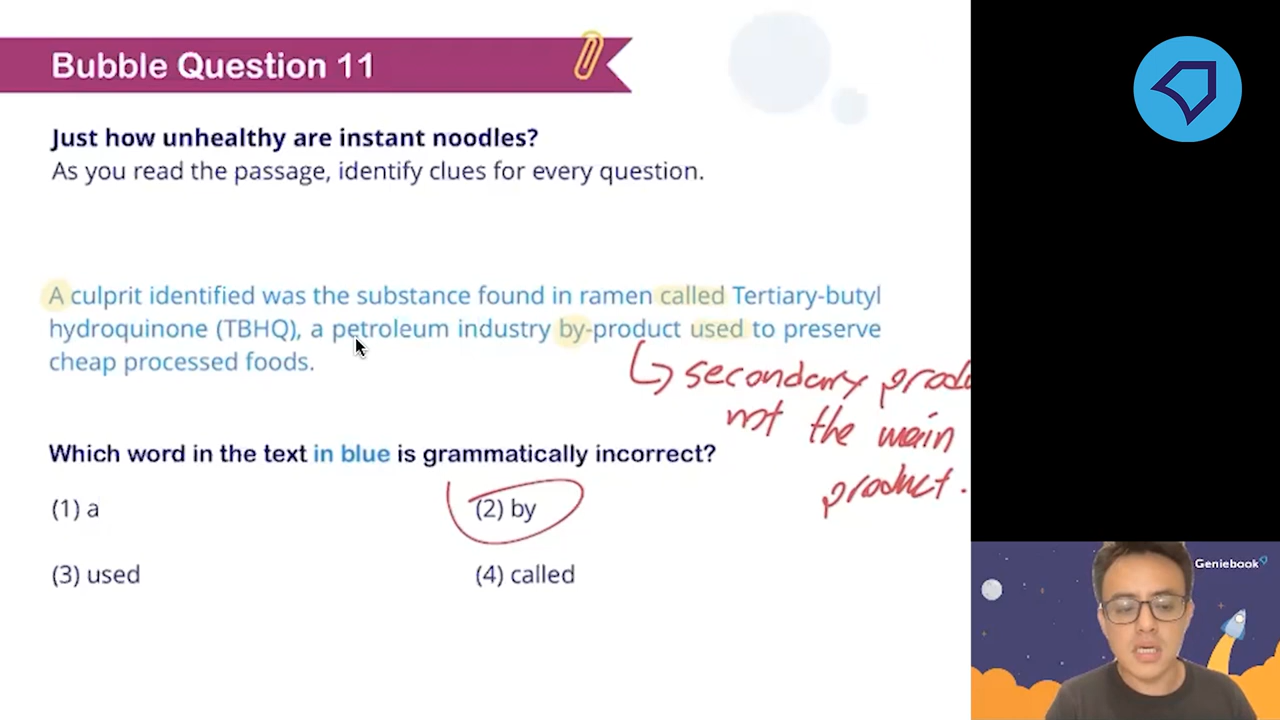 Bubble Question 11
Just how unhealthy are instant noodles?
As you read the passage, identify clues for every question.
A culprit identified was the substance found in ramen called Tertiary-butyl
hydroquinone (TBHQ), a petroleum industry by-product used to preserve
cheap processed foods.
secondary produ
not the main
product.
Which word in the text in blue is grammatically incorrect?
(1) a
(2) by
(3) used
(4) called
Geniebook